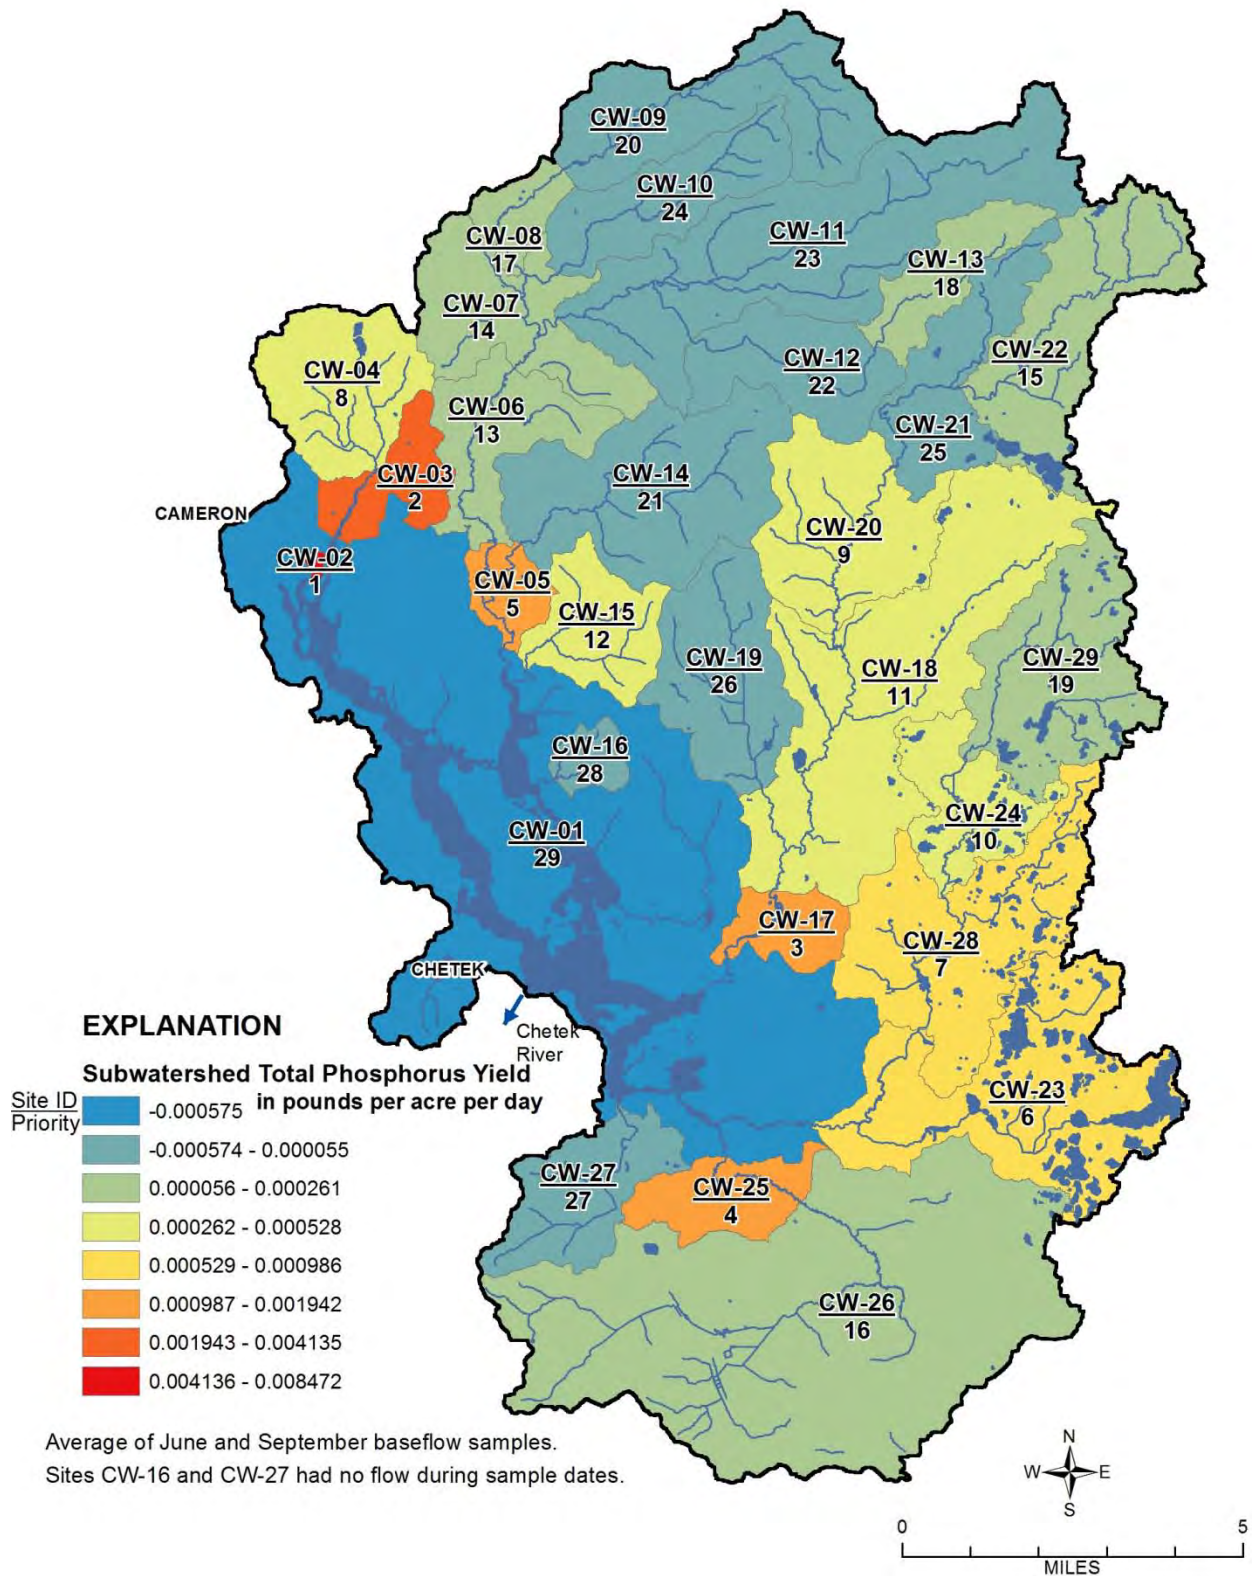 CW-09
20
CW-10
24
CW-08
17
CW-11
23
CW-13
18
CW-07
14
CW-22
15
CW-04
8
CW-12
22
CW-06
13
CW-21
25
CW-03
2
CW-14
21
CAMERON
CW-20
9
CW-02
1
CW-05
5
CW-15
12
CW-19
26
CW-18
11
CW-29
19
CW-16
28
CW-01
29
CW-24
10
CW-17
3
CW-28
7
CHETEK
Chetek
River
CW-23
6
CW-27
27
CW-25
4
CW-26
16
EXPLANATION
Subwatershed Total Phosphorus Yield
in pounds per acre per day
Site ID
Priority
-0.000575
-0.000574 - 0.000055
0.000056 - 0.000261
0.000262 - 0.000528
0.000529 - 0.000986
0.000987 - 0.001942
0.001943 - 0.004135
0.004136 - 0.008472
Average of June and September baseflow samples.
Sites CW-16 and CW-27 had no flow during sample dates.
N
W E
S
0 5
MILES